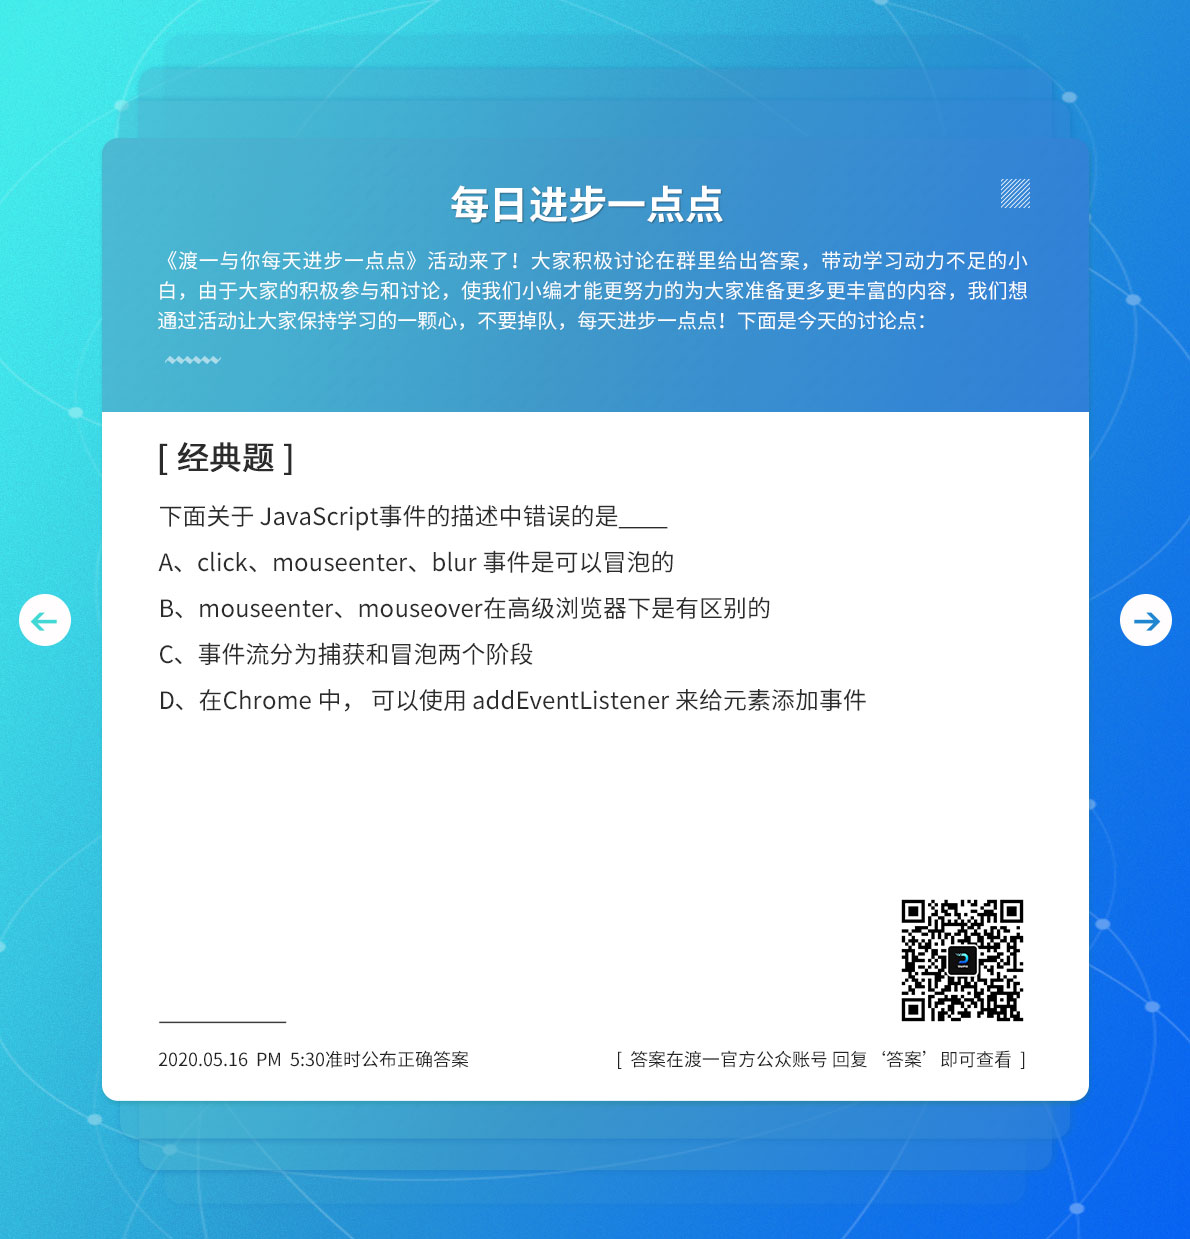 每日进步一点点
《渡一与你每天进步一点点》活动来了！大家积极讨论在群里给出答案，带动学习动力不足的小
白，由于大家的积极参与和讨论，使我们小编才能更努力的为大家准备更多更丰富的内容，我们想
通过活动让大家保持学习的一颗心，不要掉队，每天进步一点点！下面是今天的讨论点：
[ 经典题 ]
下面关于 JavaScript事件的描述中错误的是____
A、click、mouseenter、blur 事件是可以冒泡的
B、mouseenter、mouseover在高级浏览器下是有区别的
C、事件流分为捕获和冒泡两个阶段
D、在Chrome 中， 可以使用 addEventListener 来给元素添加事件
2020.05.16 PM 5:30准时公布正确答案
[ 答案在渡一官方公众账号 回复‘答案’即可查看 ]